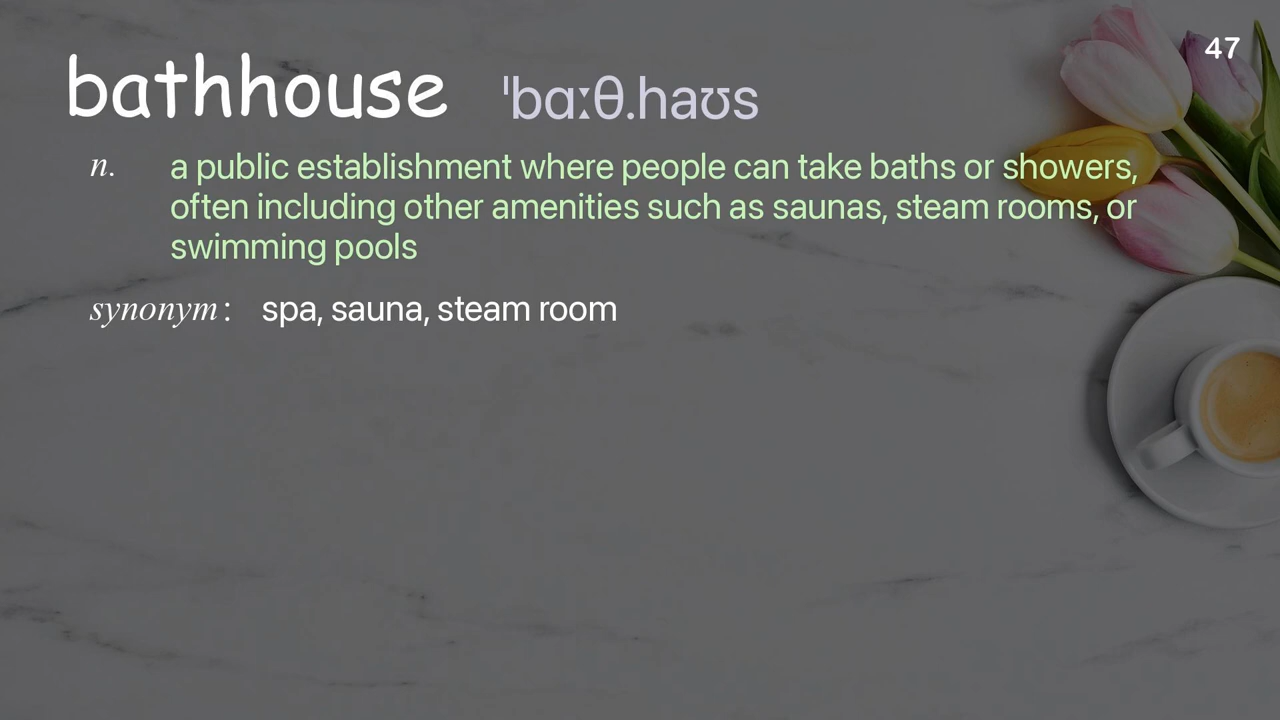 47
bathhouse ˈbɑːθ.haʊs
n. a public establishment where people can take baths or showers,
often including other amenities such as saunas, steam rooms, or
swimming pools
synonym: spa, sauna, steam room